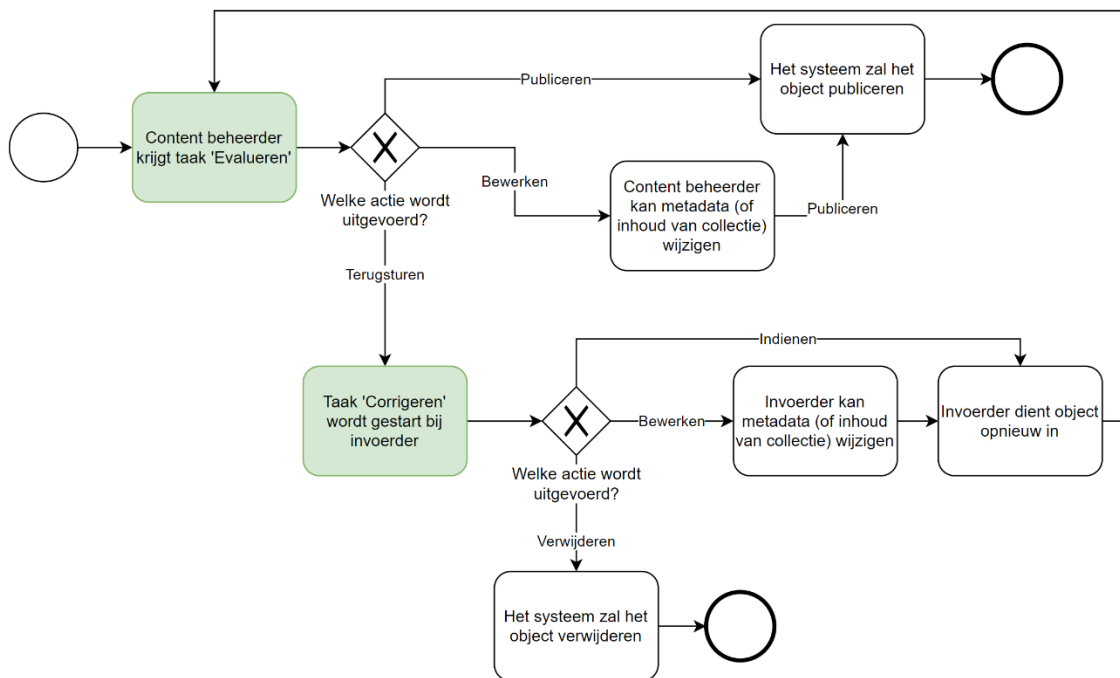 Het systeem zal het
object publiceren
Publiceren
Content beheerder
krijgt taak 'Evalueren'
Welke actie wordt
uitgevoerd?
Bewerken
Content beheerder
kan metadata (of
inhoud van collectie)
wijzigen
Publiceren
Terugsturen
Taak 'Corrigeren'
wordt gestart bij
invoerder
Indienen
Bewerken
Invoerder kan
metadata (of inhoud
van collectie) wijzigen
Invoerder dient object
opnieuw in
Welke actie wordt
uitgevoerd?
Verwijderen
Het systeem zal het
object verwijderen